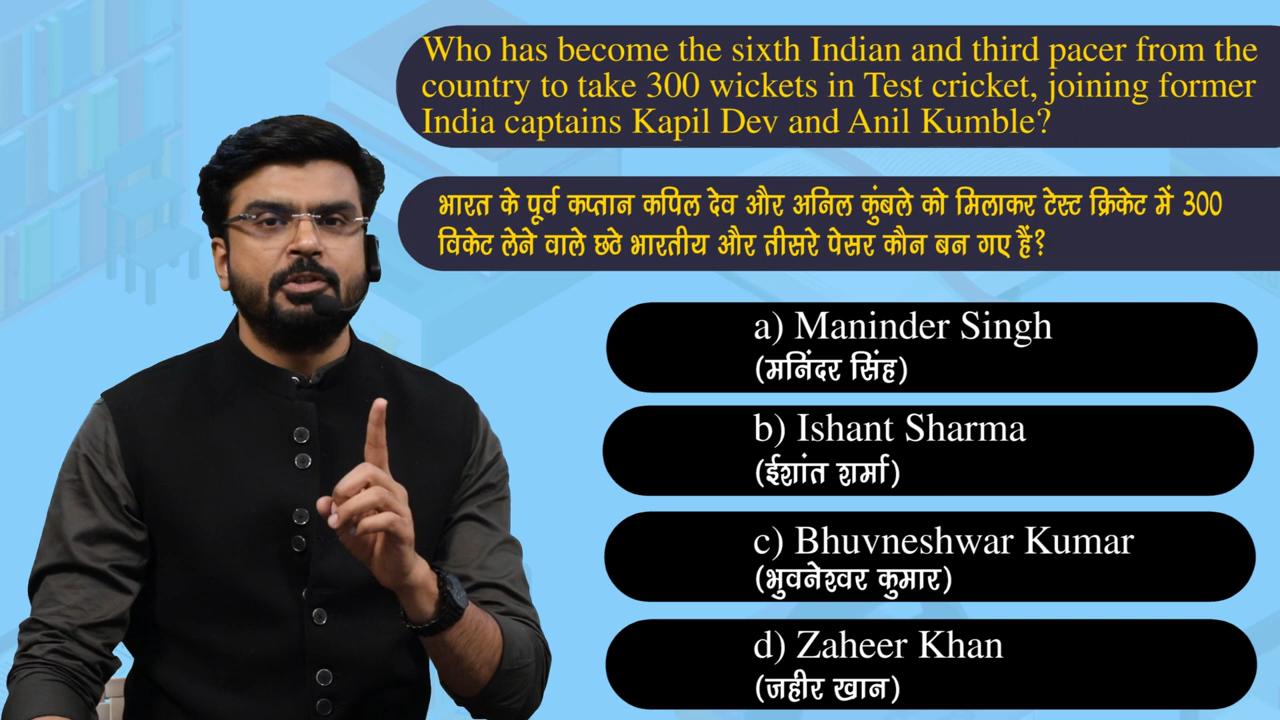 Who has become the sixth Indian and third pacer from the
country to take 300 wickets in Test cricket, joining former
India captains Kapil Dev and Anil Kumble?
भारत के पूर्व कप्तान कपिल देव और अनिल कुंबले को मिलाकर टेस्ट क्रिकेट में 300
विकेट लेने वाले छठे भारतीय और तीसरे पेसर कौन बन गए हैं?
a) Maninder Singh
(मनिंदर सिंह)
b) Ishant Sharma
(ईशांत शर्मा)
c) Bhuvneshwar Kumar
(भुवनेश्वर कुमार)
d) Zaheer Khan
(जहीर खान)